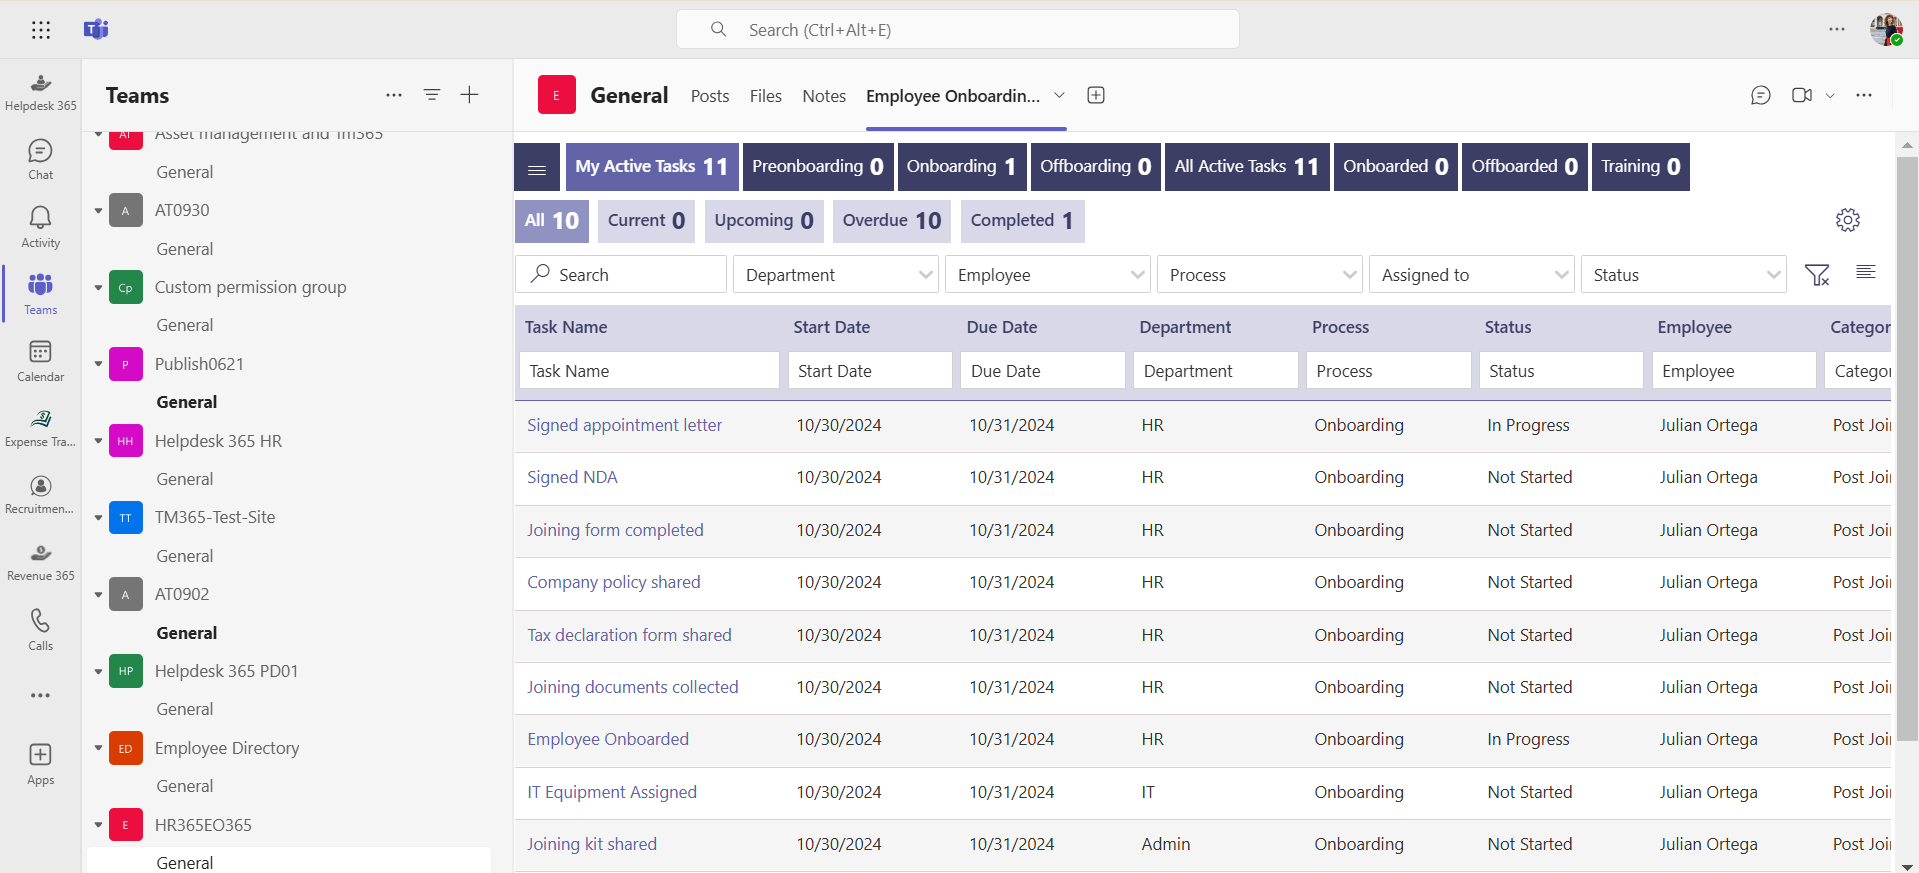 Search (Ctrl+Alt+E)
Helpdesk 365
Chat
Activity
Teams
Calendar
Expense Tra...
Recruitmen...
Revenue 365
Calls
Apps
Teams
AT Asset management and Tm365
General
A AT0930
General
Cp Custom permission group
General
P Publish0621
General
HH Helpdesk 365 HR
General
TT TM365-Test-Site
General
A AT0902
General
HP Helpdesk 365 PD01
General
ED Employee Directory
General
E HR365EO365
General
E General Posts Files Notes Employee Onboardin...
My Active Tasks 11 Preonboarding 0 Onboarding 1 Offboarding 0 All Active Tasks 11 Onboarded 0 Offboarded 0 Training 0
All 10 Current 0 Upcoming 0 Overdue 10 Completed 1
Search Department Employee Process Assigned to Status
Task Name Start Date Due Date Department Process Status Employee Categor
Task Name Start Date Due Date Department Process Status Employee Catego
Signed appointment letter 10/30/2024 10/31/2024 HR Onboarding In Progress Julian Ortega Post Joi
Signed NDA 10/30/2024 10/31/2024 HR Onboarding Not Started Julian Ortega Post Joi
Joining form completed 10/30/2024 10/31/2024 HR Onboarding Not Started Julian Ortega Post Joi
Company policy shared 10/30/2024 10/31/2024 HR Onboarding Not Started Julian Ortega Post Joi
Tax declaration form shared 10/30/2024 10/31/2024 HR Onboarding Not Started Julian Ortega Post Joi
Joining documents collected 10/30/2024 10/31/2024 HR Onboarding Not Started Julian Ortega Post Joi
Employee Onboarded 10/30/2024 10/31/2024 HR Onboarding In Progress Julian Ortega Post Joi
IT Equipment Assigned 10/30/2024 10/31/2024 IT Onboarding Not Started Julian Ortega Post Joi
Joining kit shared 10/30/2024 10/31/2024 Admin Onboarding Not Started Julian Ortega Post Joi